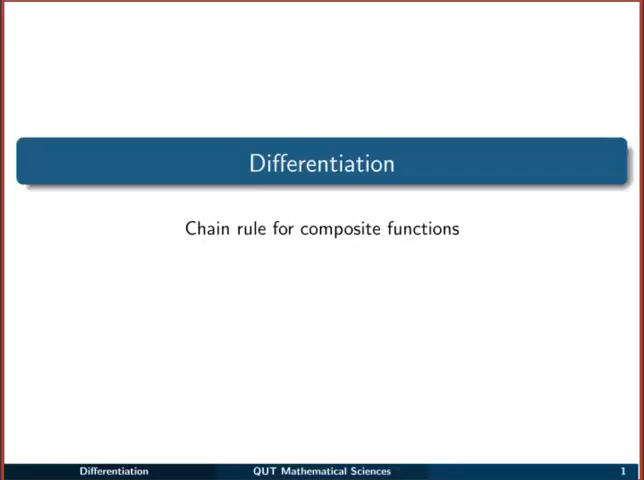 Differentiation
Chain rule for composite functions
Differentiation QUT Mathematical Sciences 1